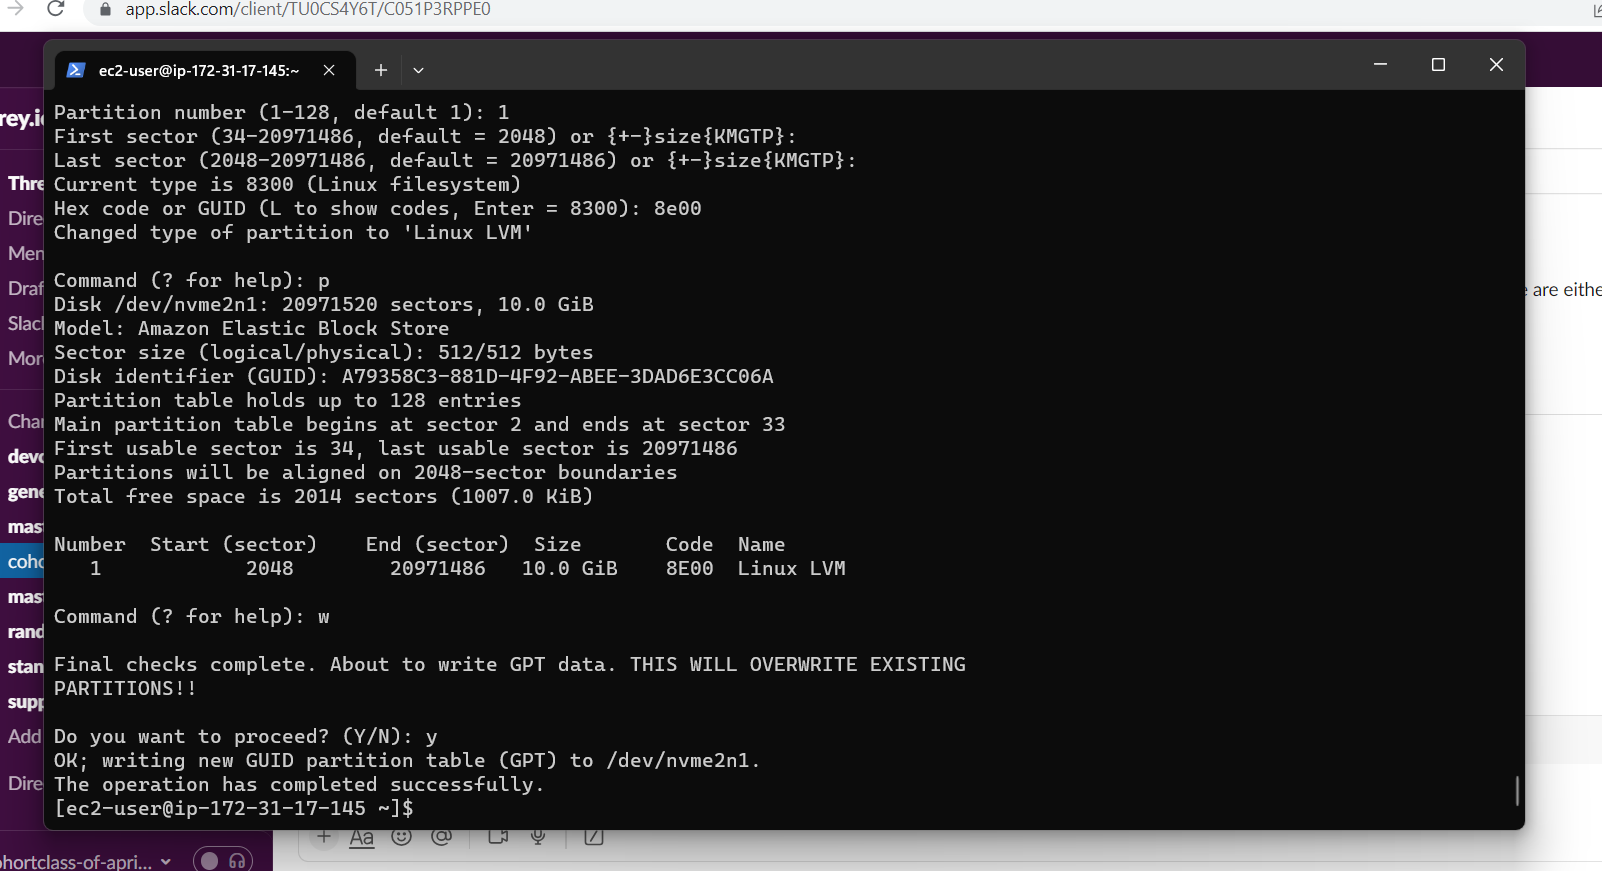 app.slack.com/client/TU0CS4Y6T/C051P3RPPE0
ec2-user@ip-172-31-17-145:~
Partition number (1-128, default 1): 1
First sector (34-20971486, default = 2048) or {+-}size{KMGTP}:
Last sector (2048-20971486, default = 20971486) or {+-}size{KMGTP}:
Current type is 8300 (Linux filesystem)
Hex code or GUID (L to show codes, Enter = 8300): 8e00
Changed type of partition to 'Linux LVM'
Command (? for help): p
Disk /dev/nvme2n1: 20971520 sectors, 10.0 GiB
Model: Amazon Elastic Block Store
Sector size (logical/physical): 512/512 bytes
Disk identifier (GUID): A79358C3-881D-4F92-ABEE-3DAD6E3CC06A
Partition table holds up to 128 entries
Main partition table begins at sector 2 and ends at sector 33
First usable sector is 34, last usable sector is 20971486
Partitions will be aligned on 2048-sector boundaries
Total free space is 2014 sectors (1007.0 KiB)
Number  Start (sector)    End (sector)  Size       Code  Name
1            2048        20971486   10.0 GiB    8E00  Linux LVM
Command (? for help): w
Final checks complete. About to write GPT data. THIS WILL OVERWRITE EXISTING
PARTITIONS!!
Do you want to proceed? (Y/N): y
OK; writing new GUID partition table (GPT) to /dev/nvme2n1.
The operation has completed successfully.
[ec2-user@ip-172-31-17-145 ~]$
rey.i
Thre
Dire
Men
Draf
Slac
Mor
Cha
devo
gene
mas
coho
mas
rand
stan
supp
Add
Dire
are eithe
Aa
hortclass-of-apri...